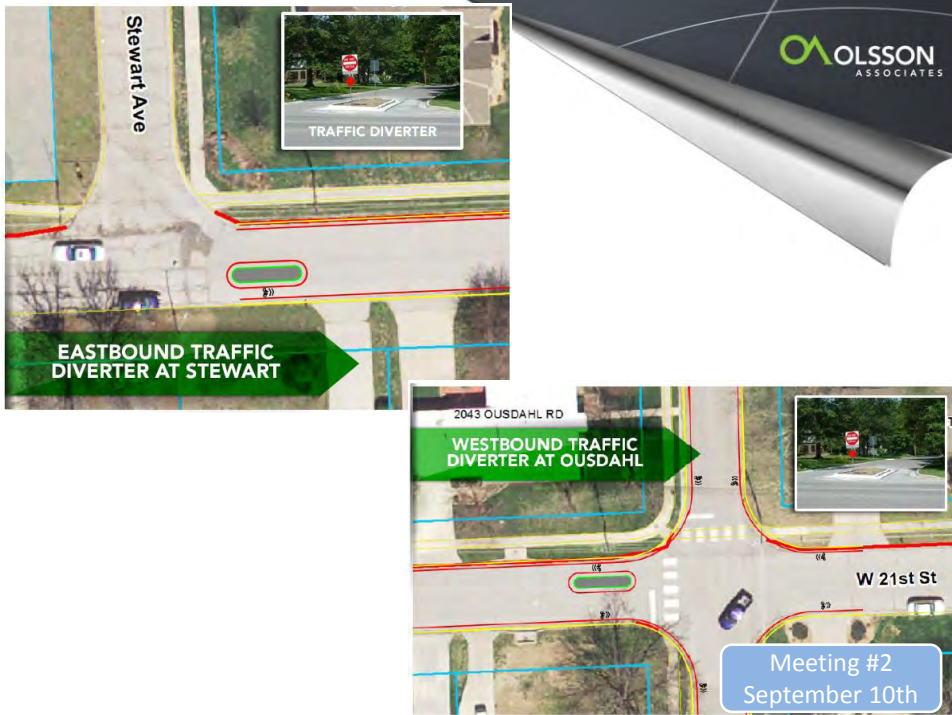 Stewart Ave
TRAFFIC DIVERTER
OA OLSSON
ASSOCIATES
EASTBOUND TRAFFIC
DIVERTER AT STEWART
2043 OUSDAHL RD
WESTBOUND TRAFFIC
DIVERTER AT OUSDAHL
W 21st St
Meeting #2
September 10th